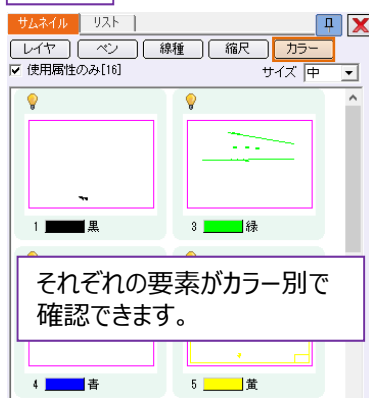 サムネイル リスト
レイヤ ペン 線種 縮尺 カラー
使用属性のみ[16] サイズ 中
1 黒 3 緑
それぞれの要素がカラー別で
確認できます。
4 青 5 黄